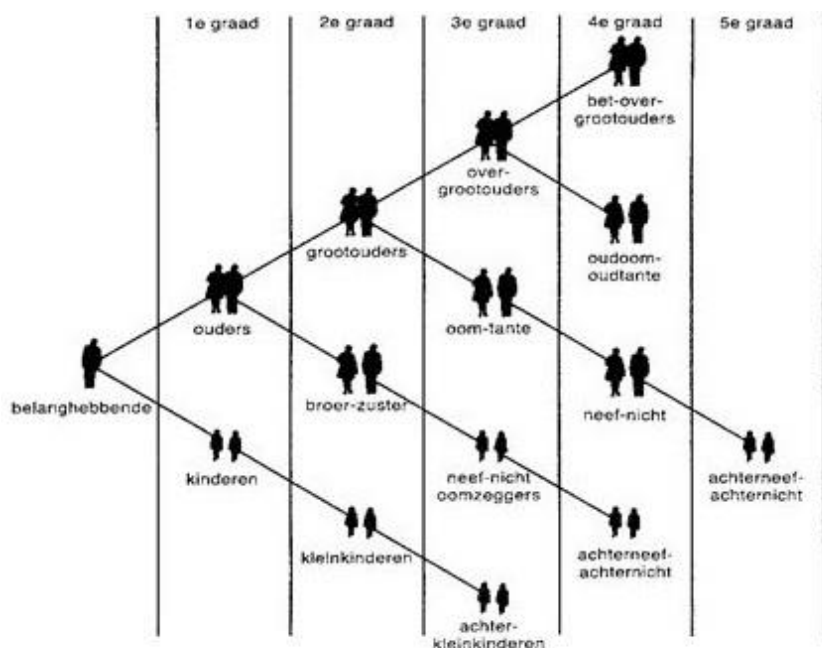 1e graad
2e graad
3e graad
4e graad
5e graad
bet-over-
grootouders
over-
grootouders
grootouders
oudoom-
oudtante
ouders
oom-tante
belanghebbende
broer-zuster
neef-nicht
kinderen
neef-nicht
oomzeggers
achterneef-
achternicht
kleinkinderen
achterneef-
achternicht
achter-
kleinkinderen